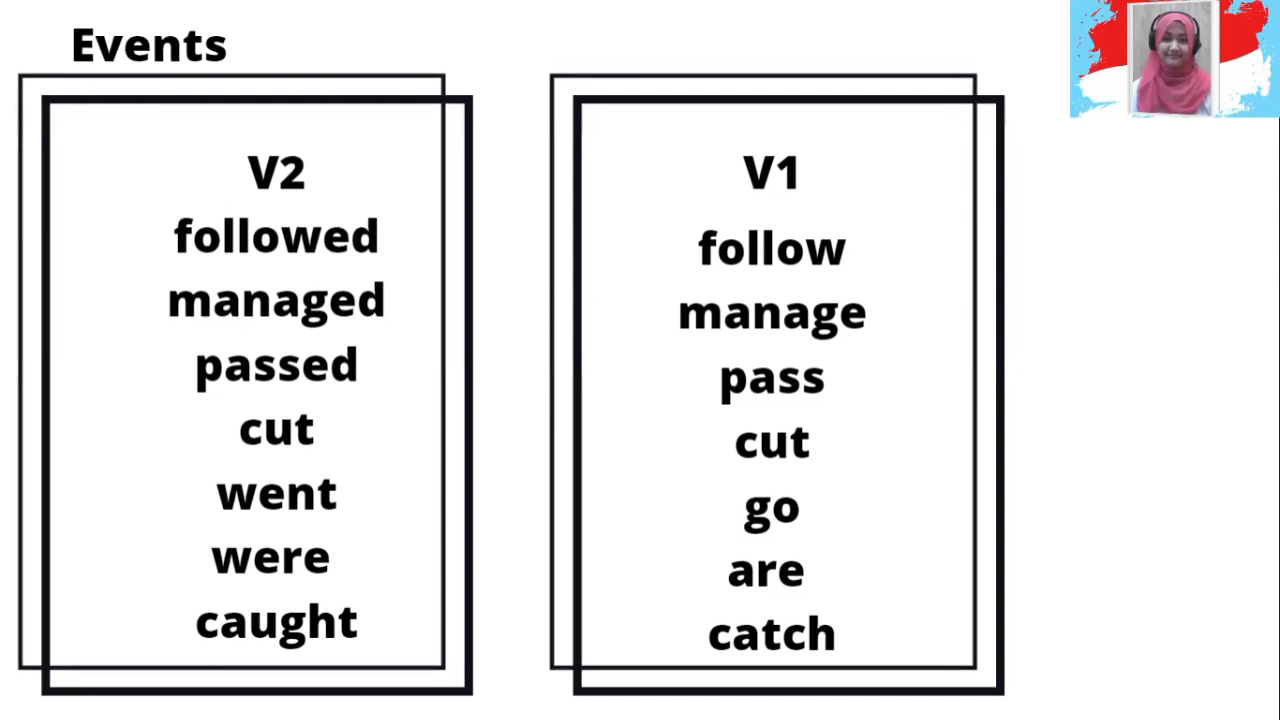 Events
V2
followed
managed
passed
cut
went
were
caught
V1
follow
manage
pass
cut
go
are
catch